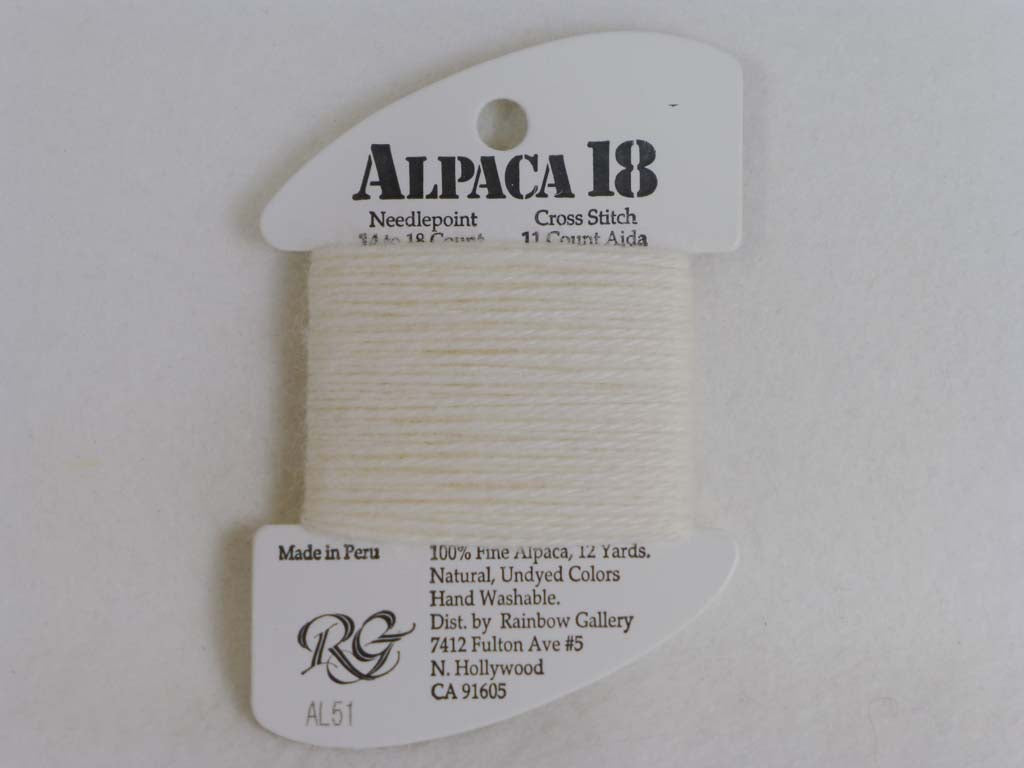 ALPACA 18
Needlepoint Cross Stitch
14 to 18 Count 11 Count Aida
Made in Peru
100% Fine Alpaca, 12 Yards.
Natural, Undyed Colors
Hand Washable.
Dist. by Rainbow Gallery
7412 Fulton Ave #5
N. Hollywood
CA 91605
RG
AL51